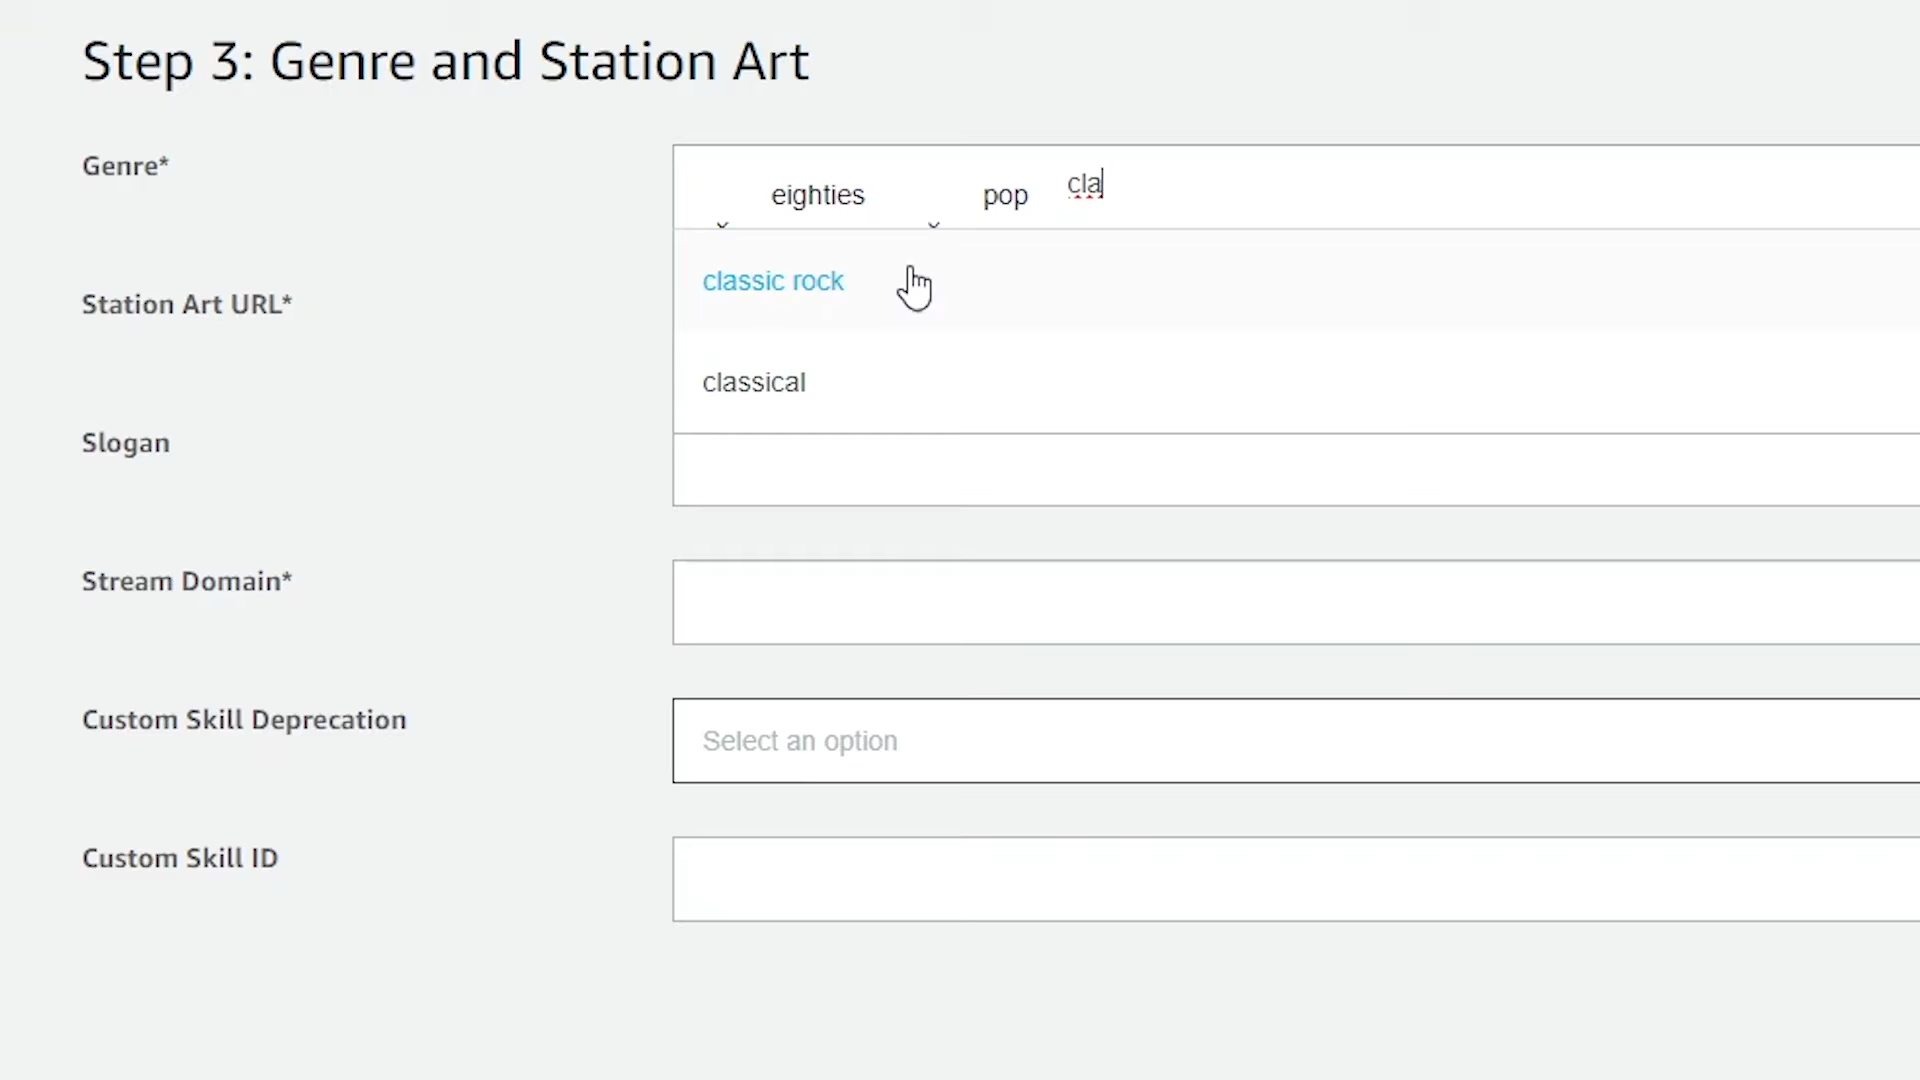 Step 3: Genre and Station Art
Genre*
eighties pop cla
classic rock
Station Art URL*
classical
Slogan
Stream Domain*
Custom Skill Deprecation
Select an option
Custom Skill ID